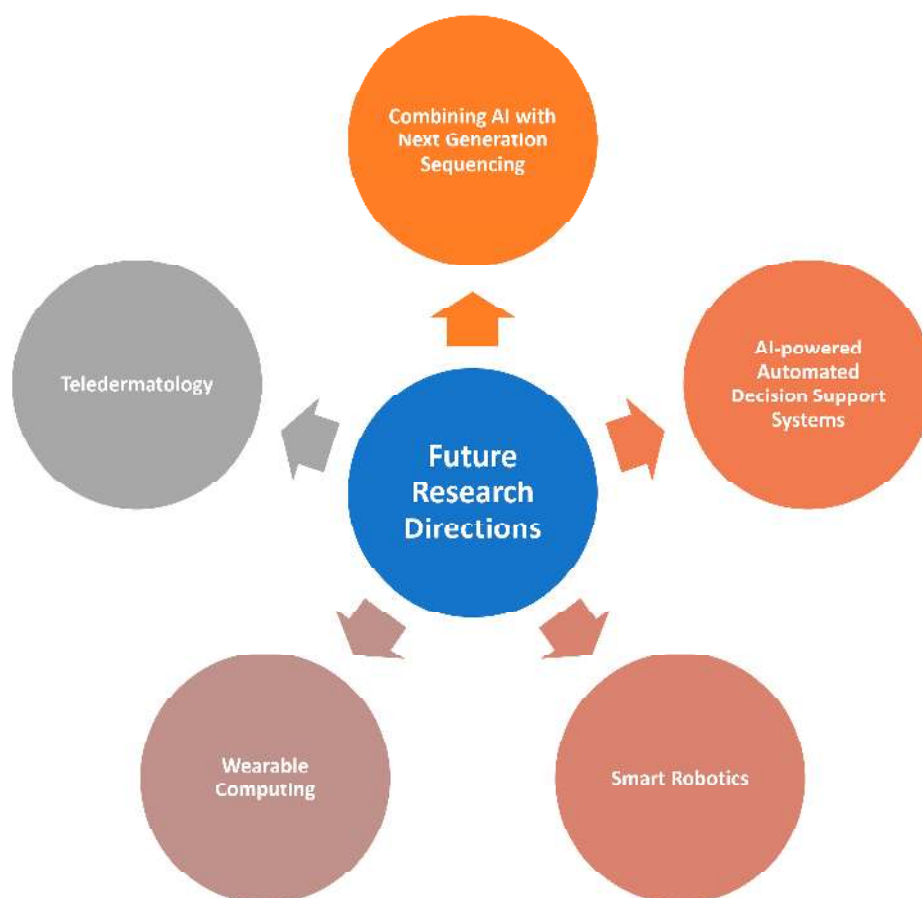 Combining AI with
Next Generation
Sequencing
Teledermatology
AI-powered
Automated
Decision Support
Systems
Future
Research
Directions
Wearable
Computing
Smart Robotics